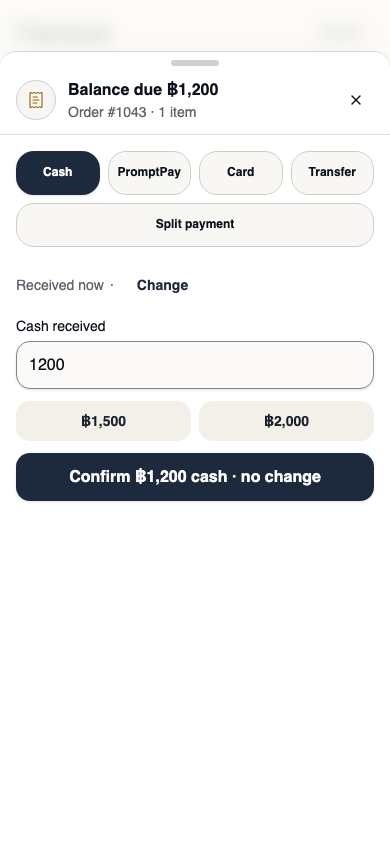 Balance due ฿1,200
Order #1043 · 1 item
Cash PromptPay Card Transfer
Split payment
Received now · Change
Cash received
1200
฿1,500 ฿2,000
Confirm ฿1,200 cash · no change